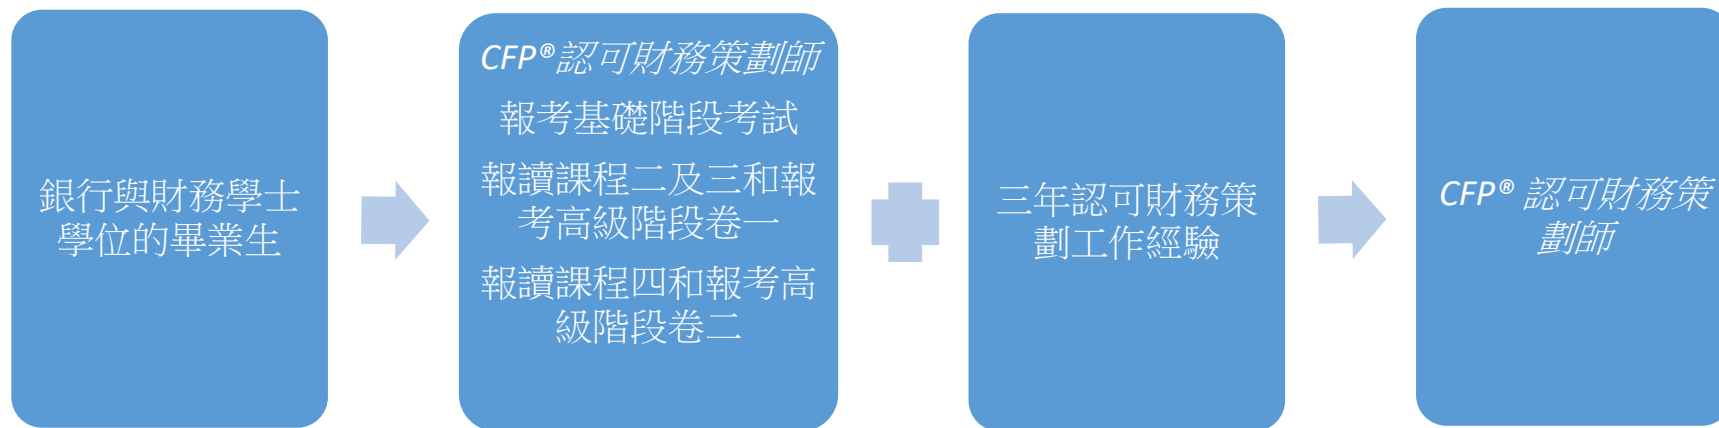 銀行與財務學士
學位的畢業生
CFP®認可財務策劃師
報考基礎階段考試
報讀課程二及三和報
考高級階段卷一
報讀課程四和報考高
級階段卷二
三年認可財務策
劃工作經驗
CFP® 認可財務策
劃師